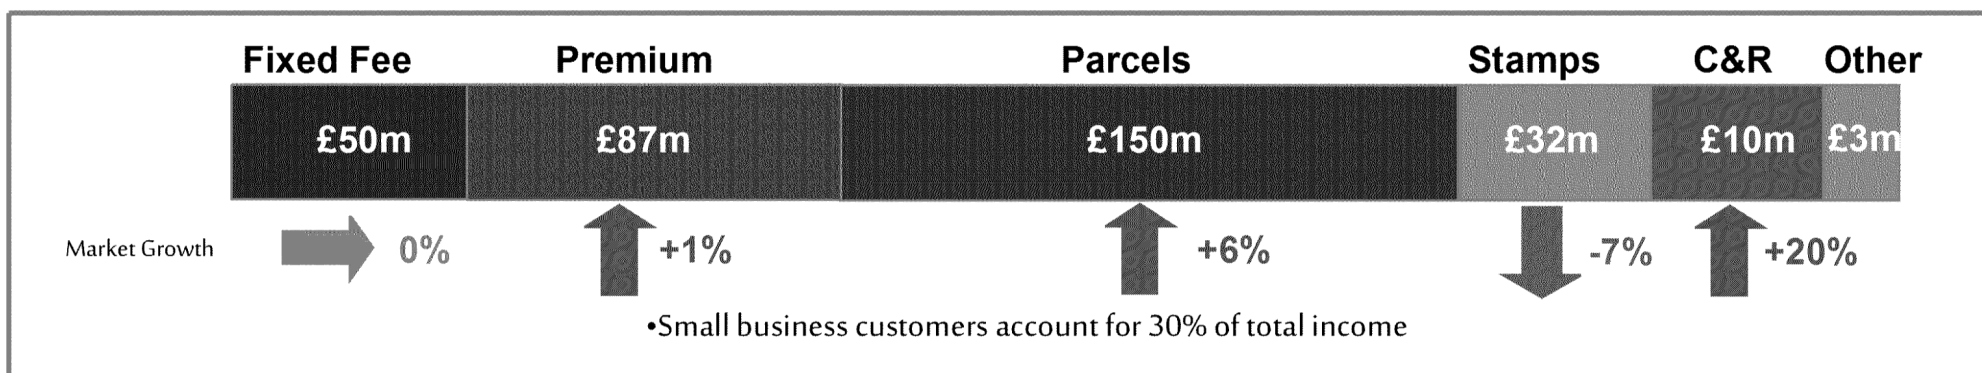 Fixed Fee Premium Parcels Stamps C&R Other
£50m £87m £150m £32m £10m £3m
Market Growth 0% +1% +6% -7% +20%
•Small business customers account for 30% of total income